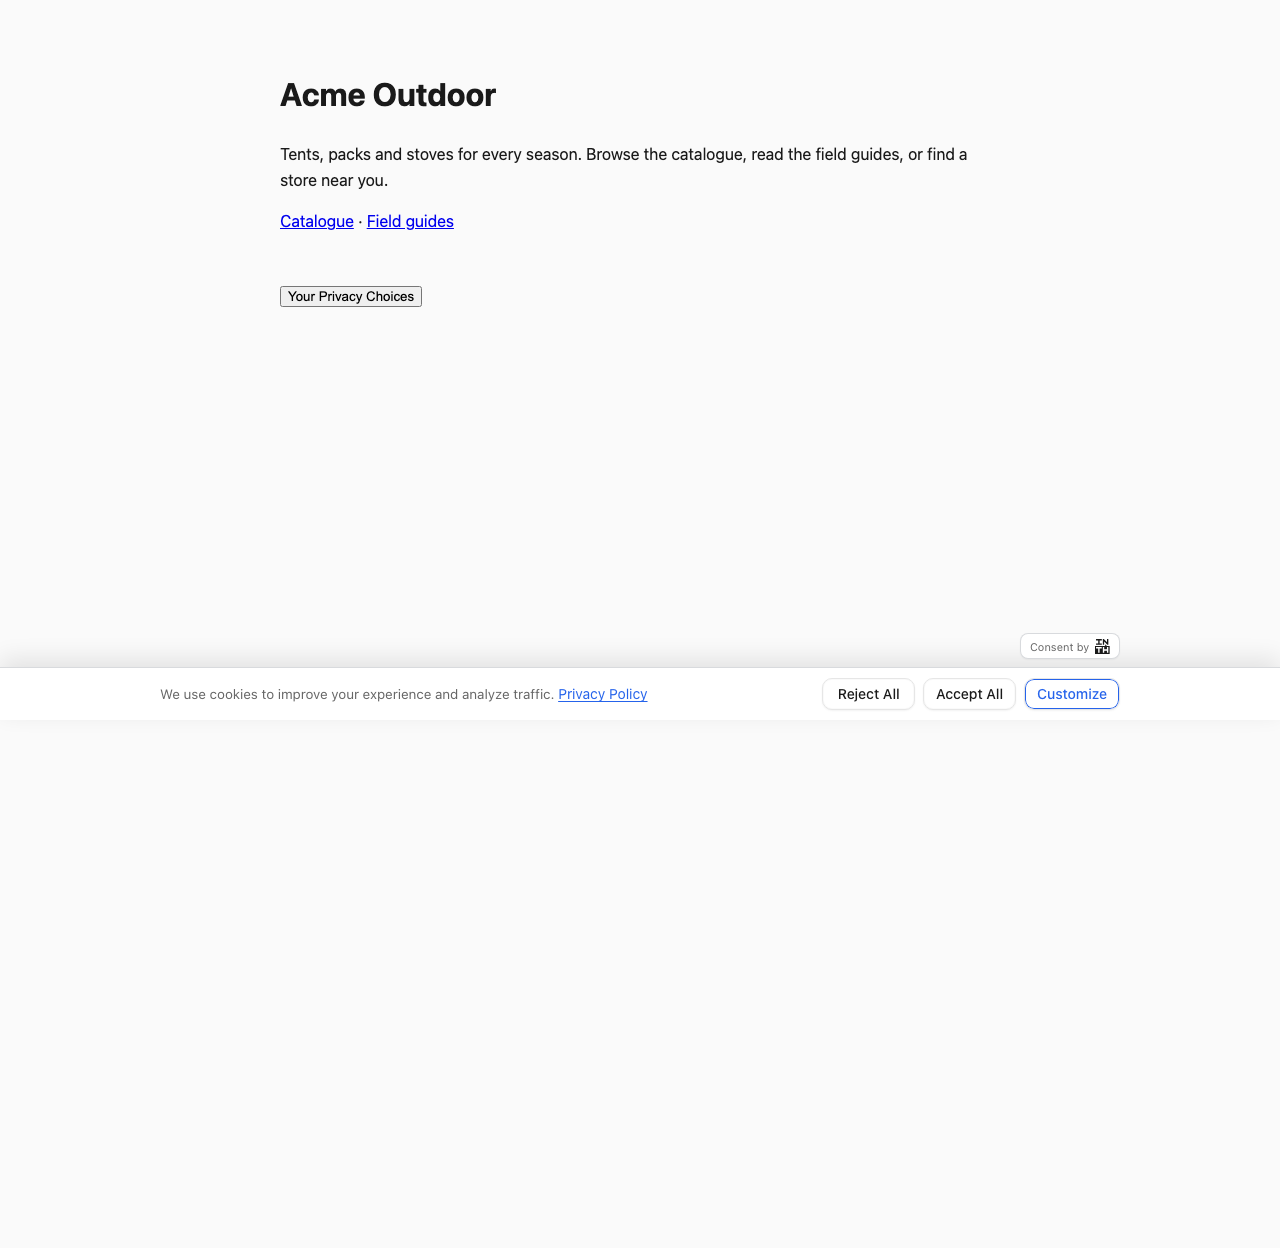 Acme Outdoor
Tents, packs and stoves for every season. Browse the catalogue, read the field guides, or find a
store near you.
Catalogue · Field guides
Your Privacy Choices
Consent by INTH
We use cookies to improve your experience and analyze traffic. Privacy Policy
Reject All
Accept All
Customize